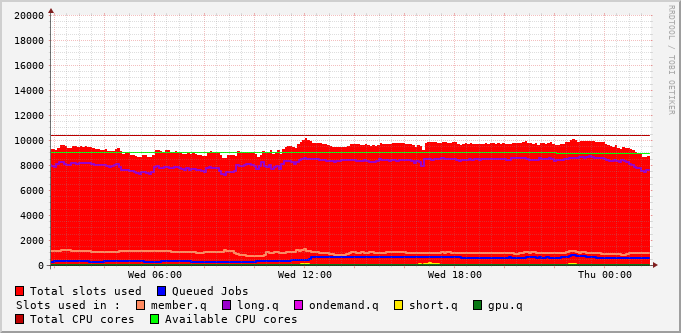 20000
18000
16000
14000
12000
10000
8000
6000
4000
2000
0
Wed 06:00 Wed 12:00 Wed 18:00 Thu 00:00
RRDTOOL / TOBI OETIKER
Total slots used Queued Jobs
Slots used in : member.q long.q ondemand.q short.q gpu.q
Total CPU cores Available CPU cores